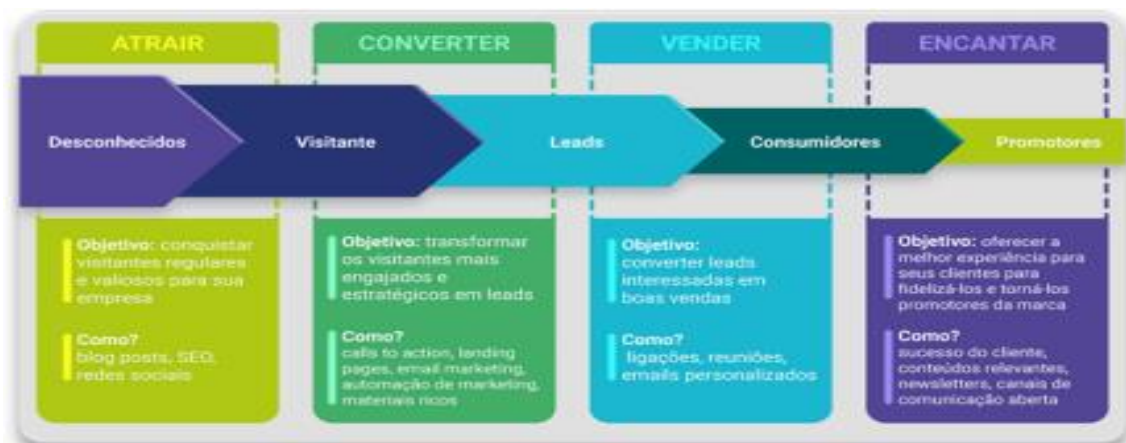 ATRAIR
CONVERTER
VENDER
ENCANTAR
Desconhecidos
Visitante
Leads
Consumidores
Promotores
Objetivo: conquistar
visitantes regulares
e valiosos para sua
empresa
Como?
blog posts, SEO,
redes sociais
Objetivo: transformar
os visitantes mais
engajados e
estratégicos em leads
Como?
calls to action, landing
pages, email marketing,
automação de marketing,
materiais ricos
Objetivo:
converter leads
interessadas em
boas vendas
Como?
ligações, reuniões,
emails personalizados
Objetivo: oferecer a
melhor experiência para
seus clientes para
fidelizá-los e torná-los
promotores da marca
Como?
sucesso do cliente,
conteúdos relevantes,
newsletters, canais de
comunicação aberta